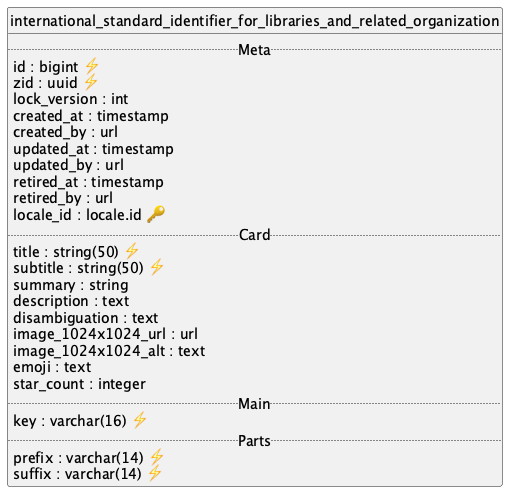 international_standard_identifier_for_libraries_and_related_organization
Meta
id : bigint ⚡
zid : uuid ⚡
lock_version : int
created_at : timestamp
created_by : url
updated_at : timestamp
updated_by : url
retired_at : timestamp
retired_by : url
locale_id : locale.id 🔑
Card
title : string(50) ⚡
subtitle : string(50) ⚡
summary : string
description : text
disambiguation : text
image_1024x1024_url : url
image_1024x1024_alt : text
emoji : text
star_count : integer
Main
key : varchar(16) ⚡
Parts
prefix : varchar(14) ⚡
suffix : varchar(14) ⚡